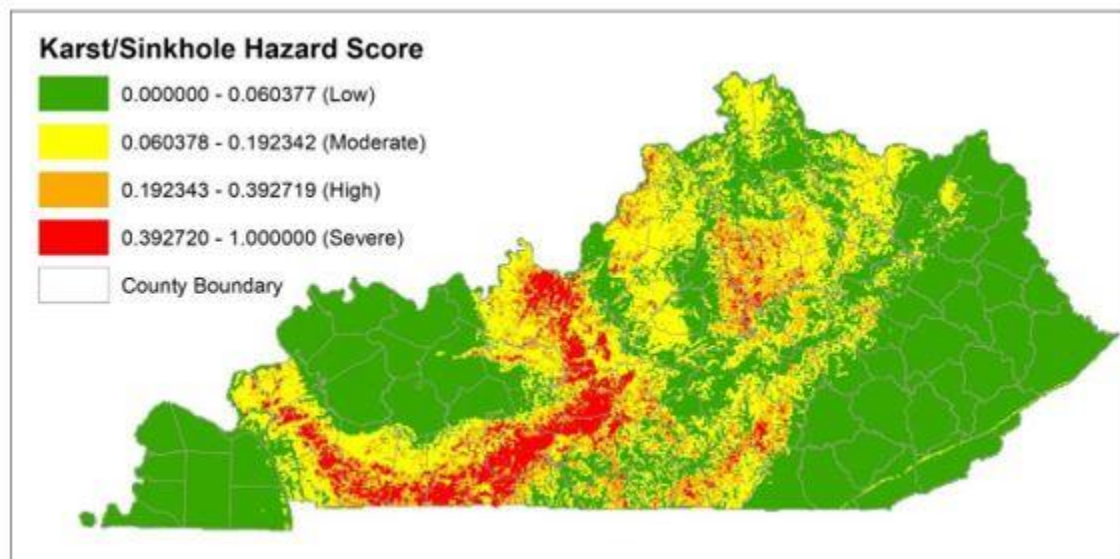 Karst/Sinkhole Hazard Score
0.000000 - 0.060377 (Low)
0.060378 - 0.192342 (Moderate)
0.192343 - 0.392719 (High)
0.392720 - 1.000000 (Severe)
County Boundary